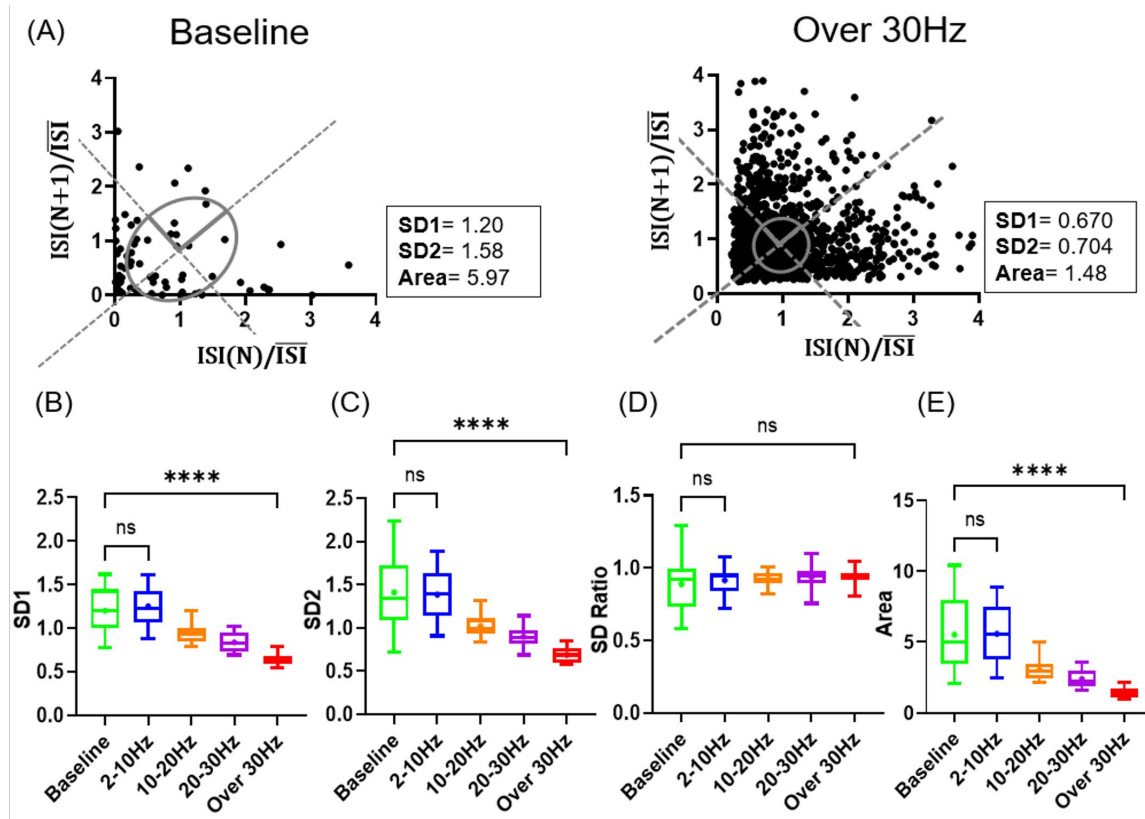 (A) Baseline Over 30Hz
4
3
2
1
0
ISI(N+1)/ISI
0 1 2 3 4
ISI(N)/ISI
SD1= 1.20
SD2= 1.58
Area= 5.97
4
3
2
1
0
ISI(N+1)/ISI
0 1 2 3 4
ISI(N)/ISI
SD1= 0.670
SD2= 0.704
Area= 1.48
(B)
****
ns
2.5
2.0
1.5
1.0
0.5
0.0
SD1
Baseline 2-10Hz 10-20Hz 20-30Hz Over 30Hz
(C)
****
ns
2.5
2.0
1.5
1.0
0.5
0.0
SD2
Baseline 2-10Hz 10-20Hz 20-30Hz Over 30Hz
(D)
ns
ns
1.5
1.0
0.5
0.0
SD Ratio
Baseline 2-10Hz 10-20Hz 20-30Hz Over 30Hz
(E)
****
ns
15
10
5
0
Area
Baseline 2-10Hz 10-20Hz 20-30Hz Over 30Hz